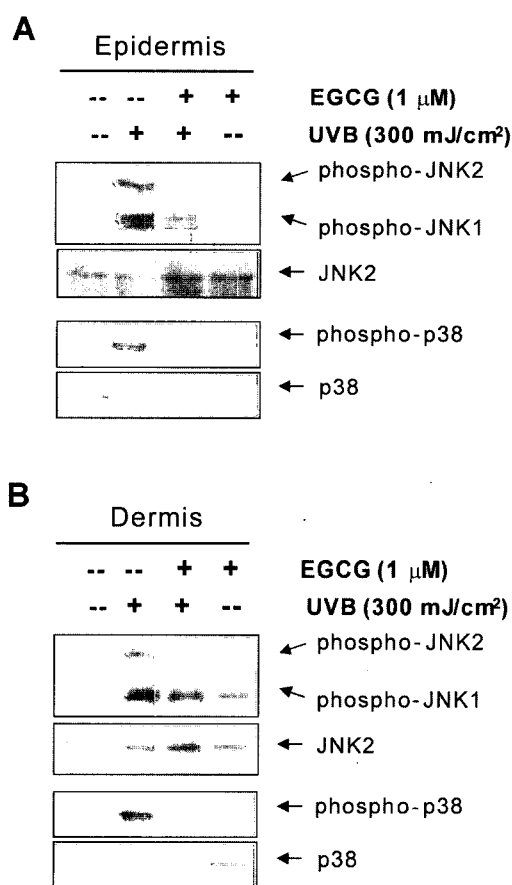 A
Epidermis
-- -- + + EGCG (1 µM)
-- + + -- UVB (300 mJ/cm²)
phospho-JNK2
phospho-JNK1
JNK2
phospho-p38
p38
B
Dermis
-- -- + + EGCG (1 µM)
-- + + -- UVB (300 mJ/cm²)
phospho-JNK2
phospho-JNK1
JNK2
phospho-p38
p38